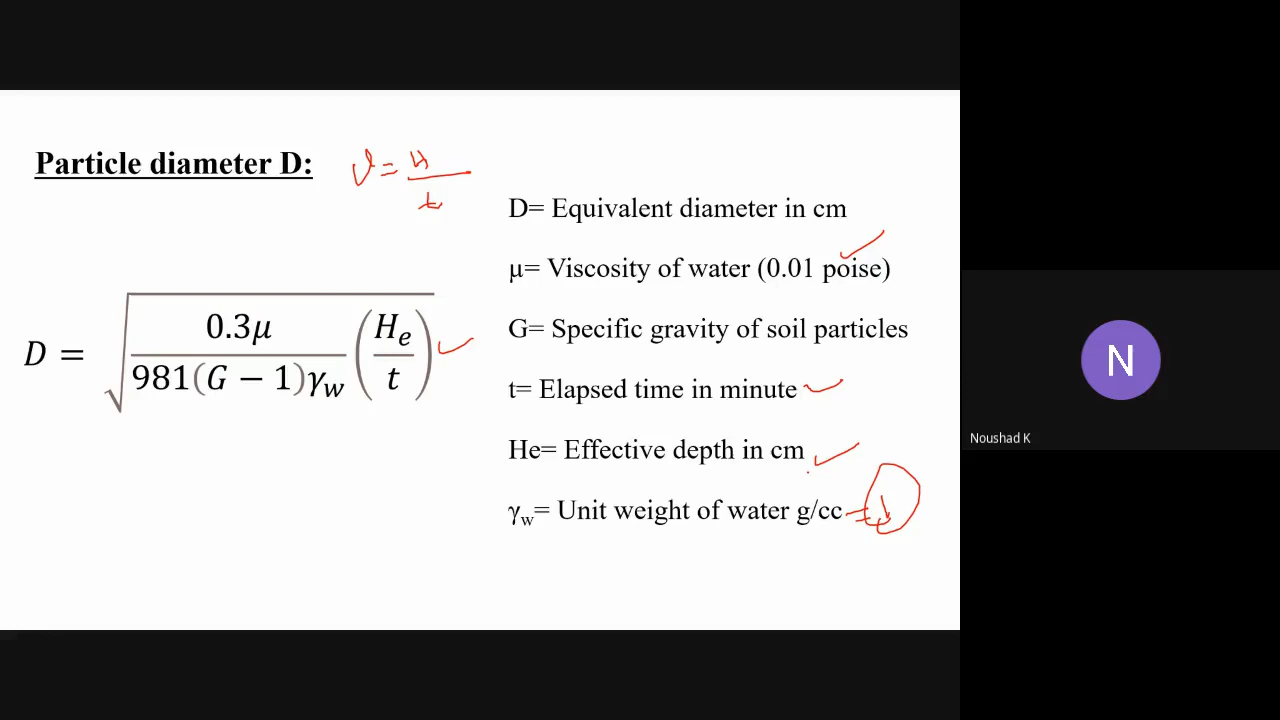 Particle diameter D:
v = H / t
D= Equivalent diameter in cm
μ= Viscosity of water (0.01 poise)
D = √(0.3μ / 981(G − 1)γw (He / t))
G= Specific gravity of soil particles
t= Elapsed time in minute
He= Effective depth in cm
γw= Unit weight of water g/cc = 1
N
Noushad K